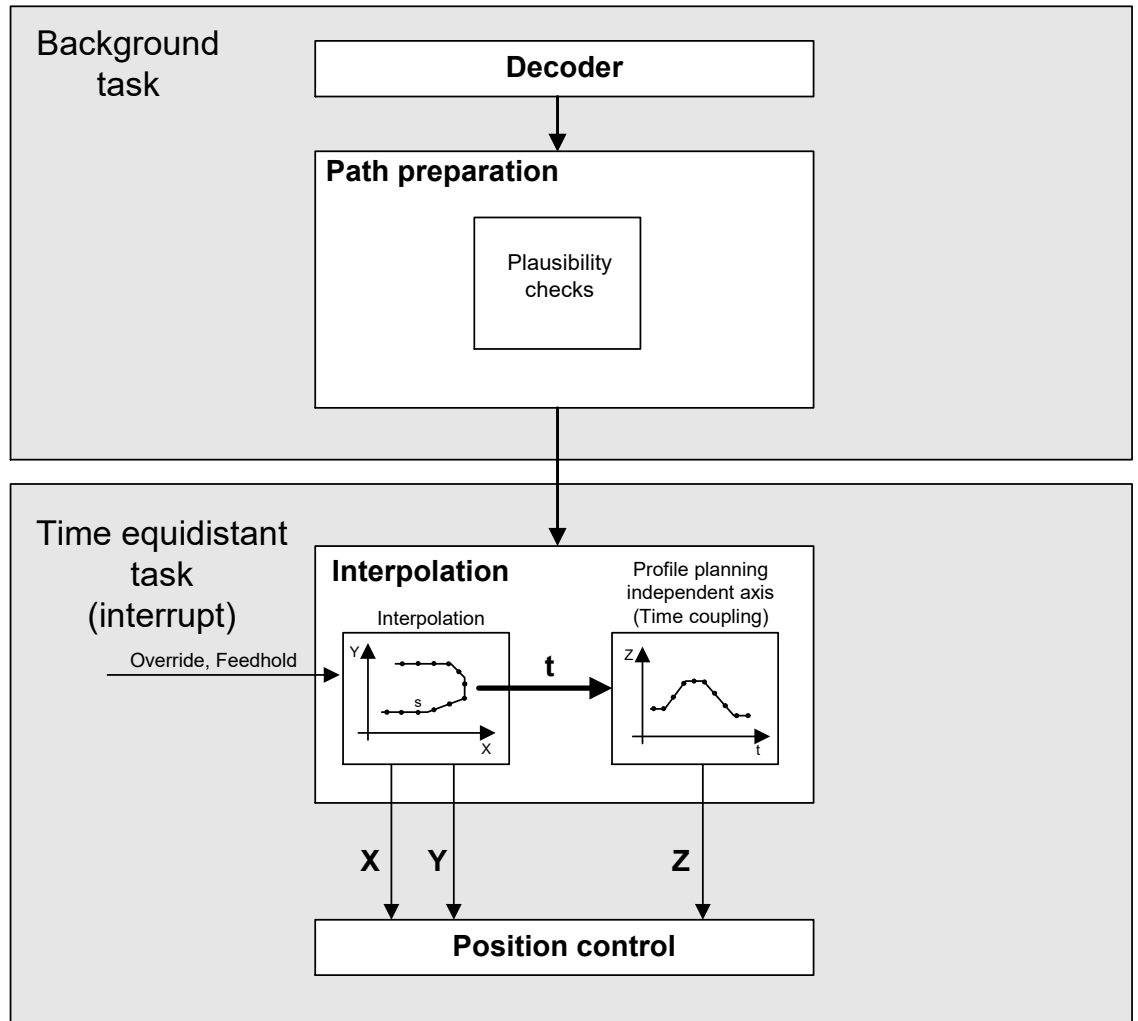 Background
task
Decoder
Path preparation
Plausibility
checks
Time equidistant
task
(interrupt)
Override, Feedhold
Interpolation
Interpolation
Y
s
X
t
Profile planning
independent axis
(Time coupling)
Z
t
X
Y
Z
Position control